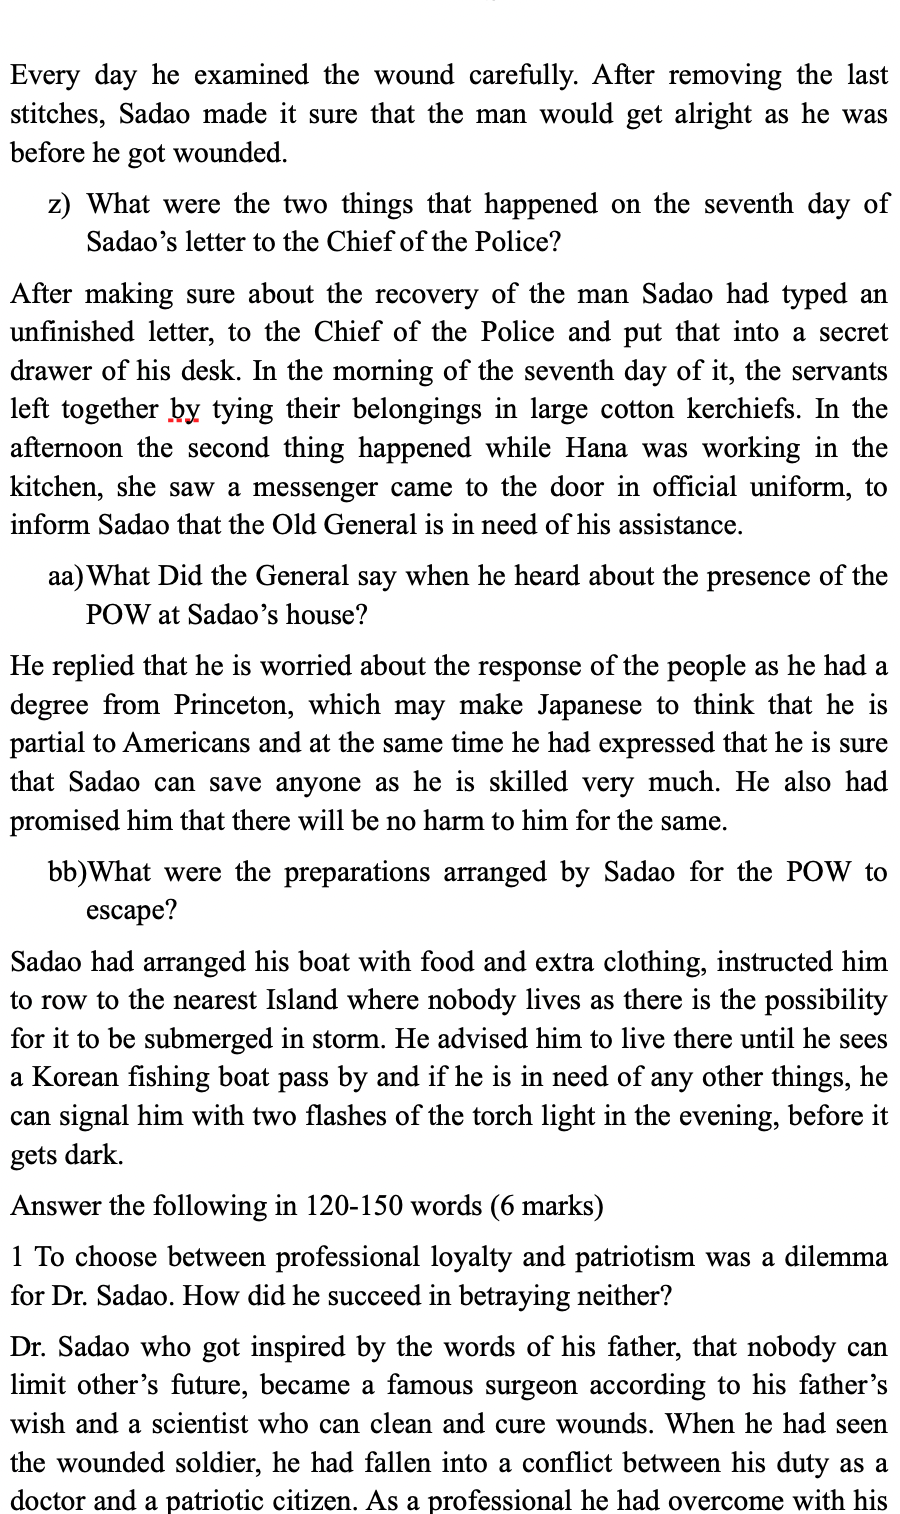 Every day he examined the wound carefully. After removing the last
stitches, Sadao made it sure that the man would get alright as he was
before he got wounded.
z) What were the two things that happened on the seventh day of
Sadao’s letter to the Chief of the Police?
After making sure about the recovery of the man Sadao had typed an
unfinished letter, to the Chief of the Police and put that into a secret
drawer of his desk. In the morning of the seventh day of it, the servants
left together by tying their belongings in large cotton kerchiefs. In the
afternoon the second thing happened while Hana was working in the
kitchen, she saw a messenger came to the door in official uniform, to
inform Sadao that the Old General is in need of his assistance.
aa) What Did the General say when he heard about the presence of the
POW at Sadao’s house?
He replied that he is worried about the response of the people as he had a
degree from Princeton, which may make Japanese to think that he is
partial to Americans and at the same time he had expressed that he is sure
that Sadao can save anyone as he is skilled very much. He also had
promised him that there will be no harm to him for the same.
bb)What were the preparations arranged by Sadao for the POW to
escape?
Sadao had arranged his boat with food and extra clothing, instructed him
to row to the nearest Island where nobody lives as there is the possibility
for it to be submerged in storm. He advised him to live there until he sees
a Korean fishing boat pass by and if he is in need of any other things, he
can signal him with two flashes of the torch light in the evening, before it
gets dark.
Answer the following in 120-150 words (6 marks)
1 To choose between professional loyalty and patriotism was a dilemma
for Dr. Sadao. How did he succeed in betraying neither?
Dr. Sadao who got inspired by the words of his father, that nobody can
limit other’s future, became a famous surgeon according to his father’s
wish and a scientist who can clean and cure wounds. When he had seen
the wounded soldier, he had fallen into a conflict between his duty as a
doctor and a patriotic citizen. As a professional he had overcome with his